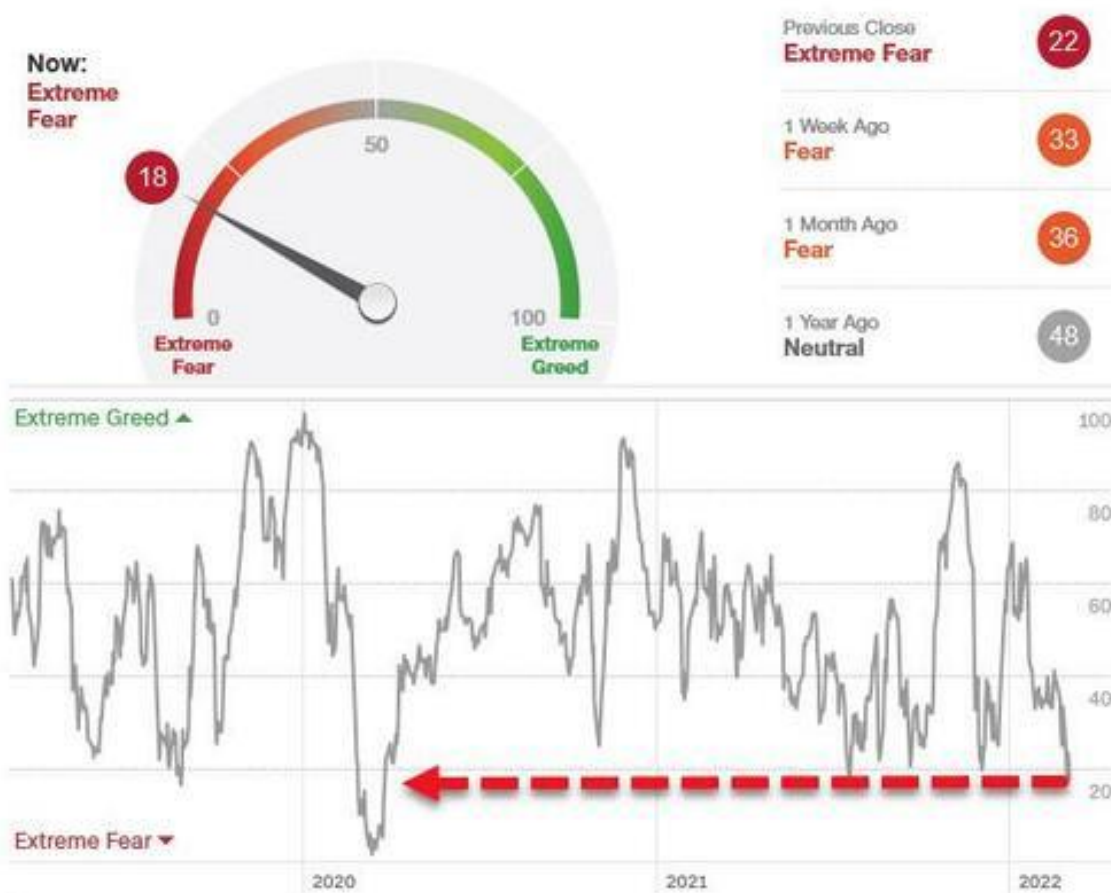 Now:
Extreme
Fear
18
50
0
100
Extreme
Fear
Extreme
Greed
Previous Close
Extreme Fear
22
1 Week Ago
Fear
33
1 Month Ago
Fear
36
1 Year Ago
Neutral
48
Extreme Greed ▲
100
80
60
40
20
Extreme Fear ▼
2020
2021
2022